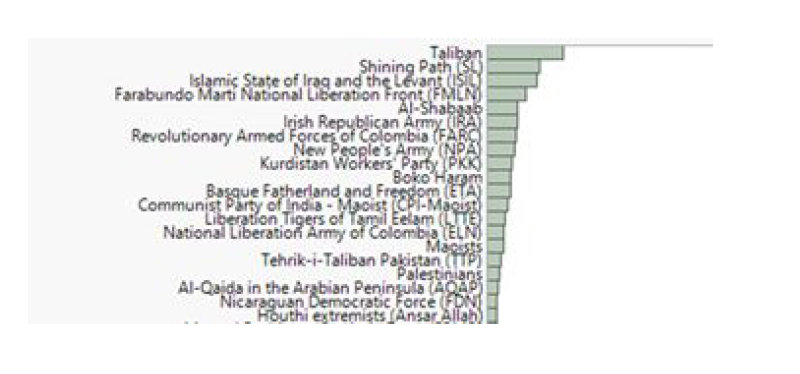 Taliban
Shining Path (SL)
Islamic State of Iraq and the Levant (ISIL)
Farabundo Marti National Liberation Front (FMLN)
Al-Shabaab
Irish Republican Army (IRA)
Revolutionary Armed Forces of Colombia (FARC)
New People's Army (NPA)
Kurdistan Workers' Party (PKK)
Boko Haram
Basque Fatherland and Freedom (ETA)
Communist Party of India - Maoist (CPI-Maoist)
Liberation Tigers of Tamil Eelam (LTTE)
National Liberation Army of Colombia (ELN)
Maoists
Tehrik-i-Taliban Pakistan (TTP)
Palestinians
Al-Qaida in the Arabian Peninsula (AQAP)
Nicaraguan Democratic Force (FDN)
Houthi extremists (Ansar Allah)